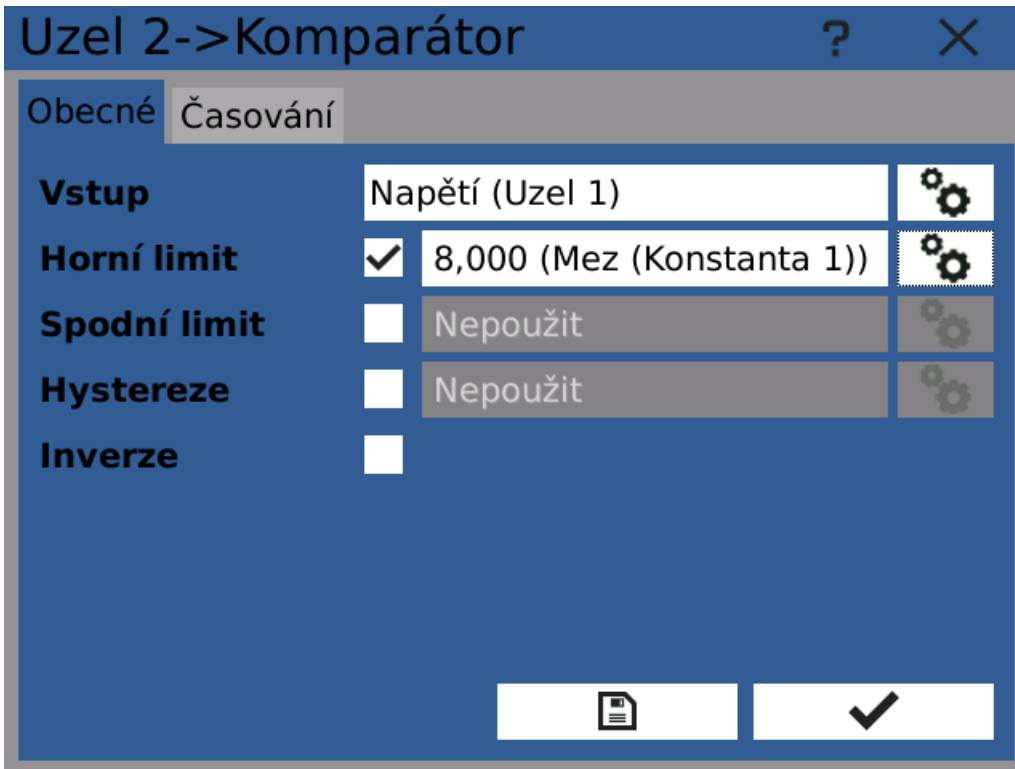 Uzel 2->Komparátor ?
Obecné Časování
Vstup Napětí (Uzel 1)
Horní limit 8,000 (Mez (Konstanta 1))
Spodní limit Nepoužit
Hystereze Nepoužit
Inverze